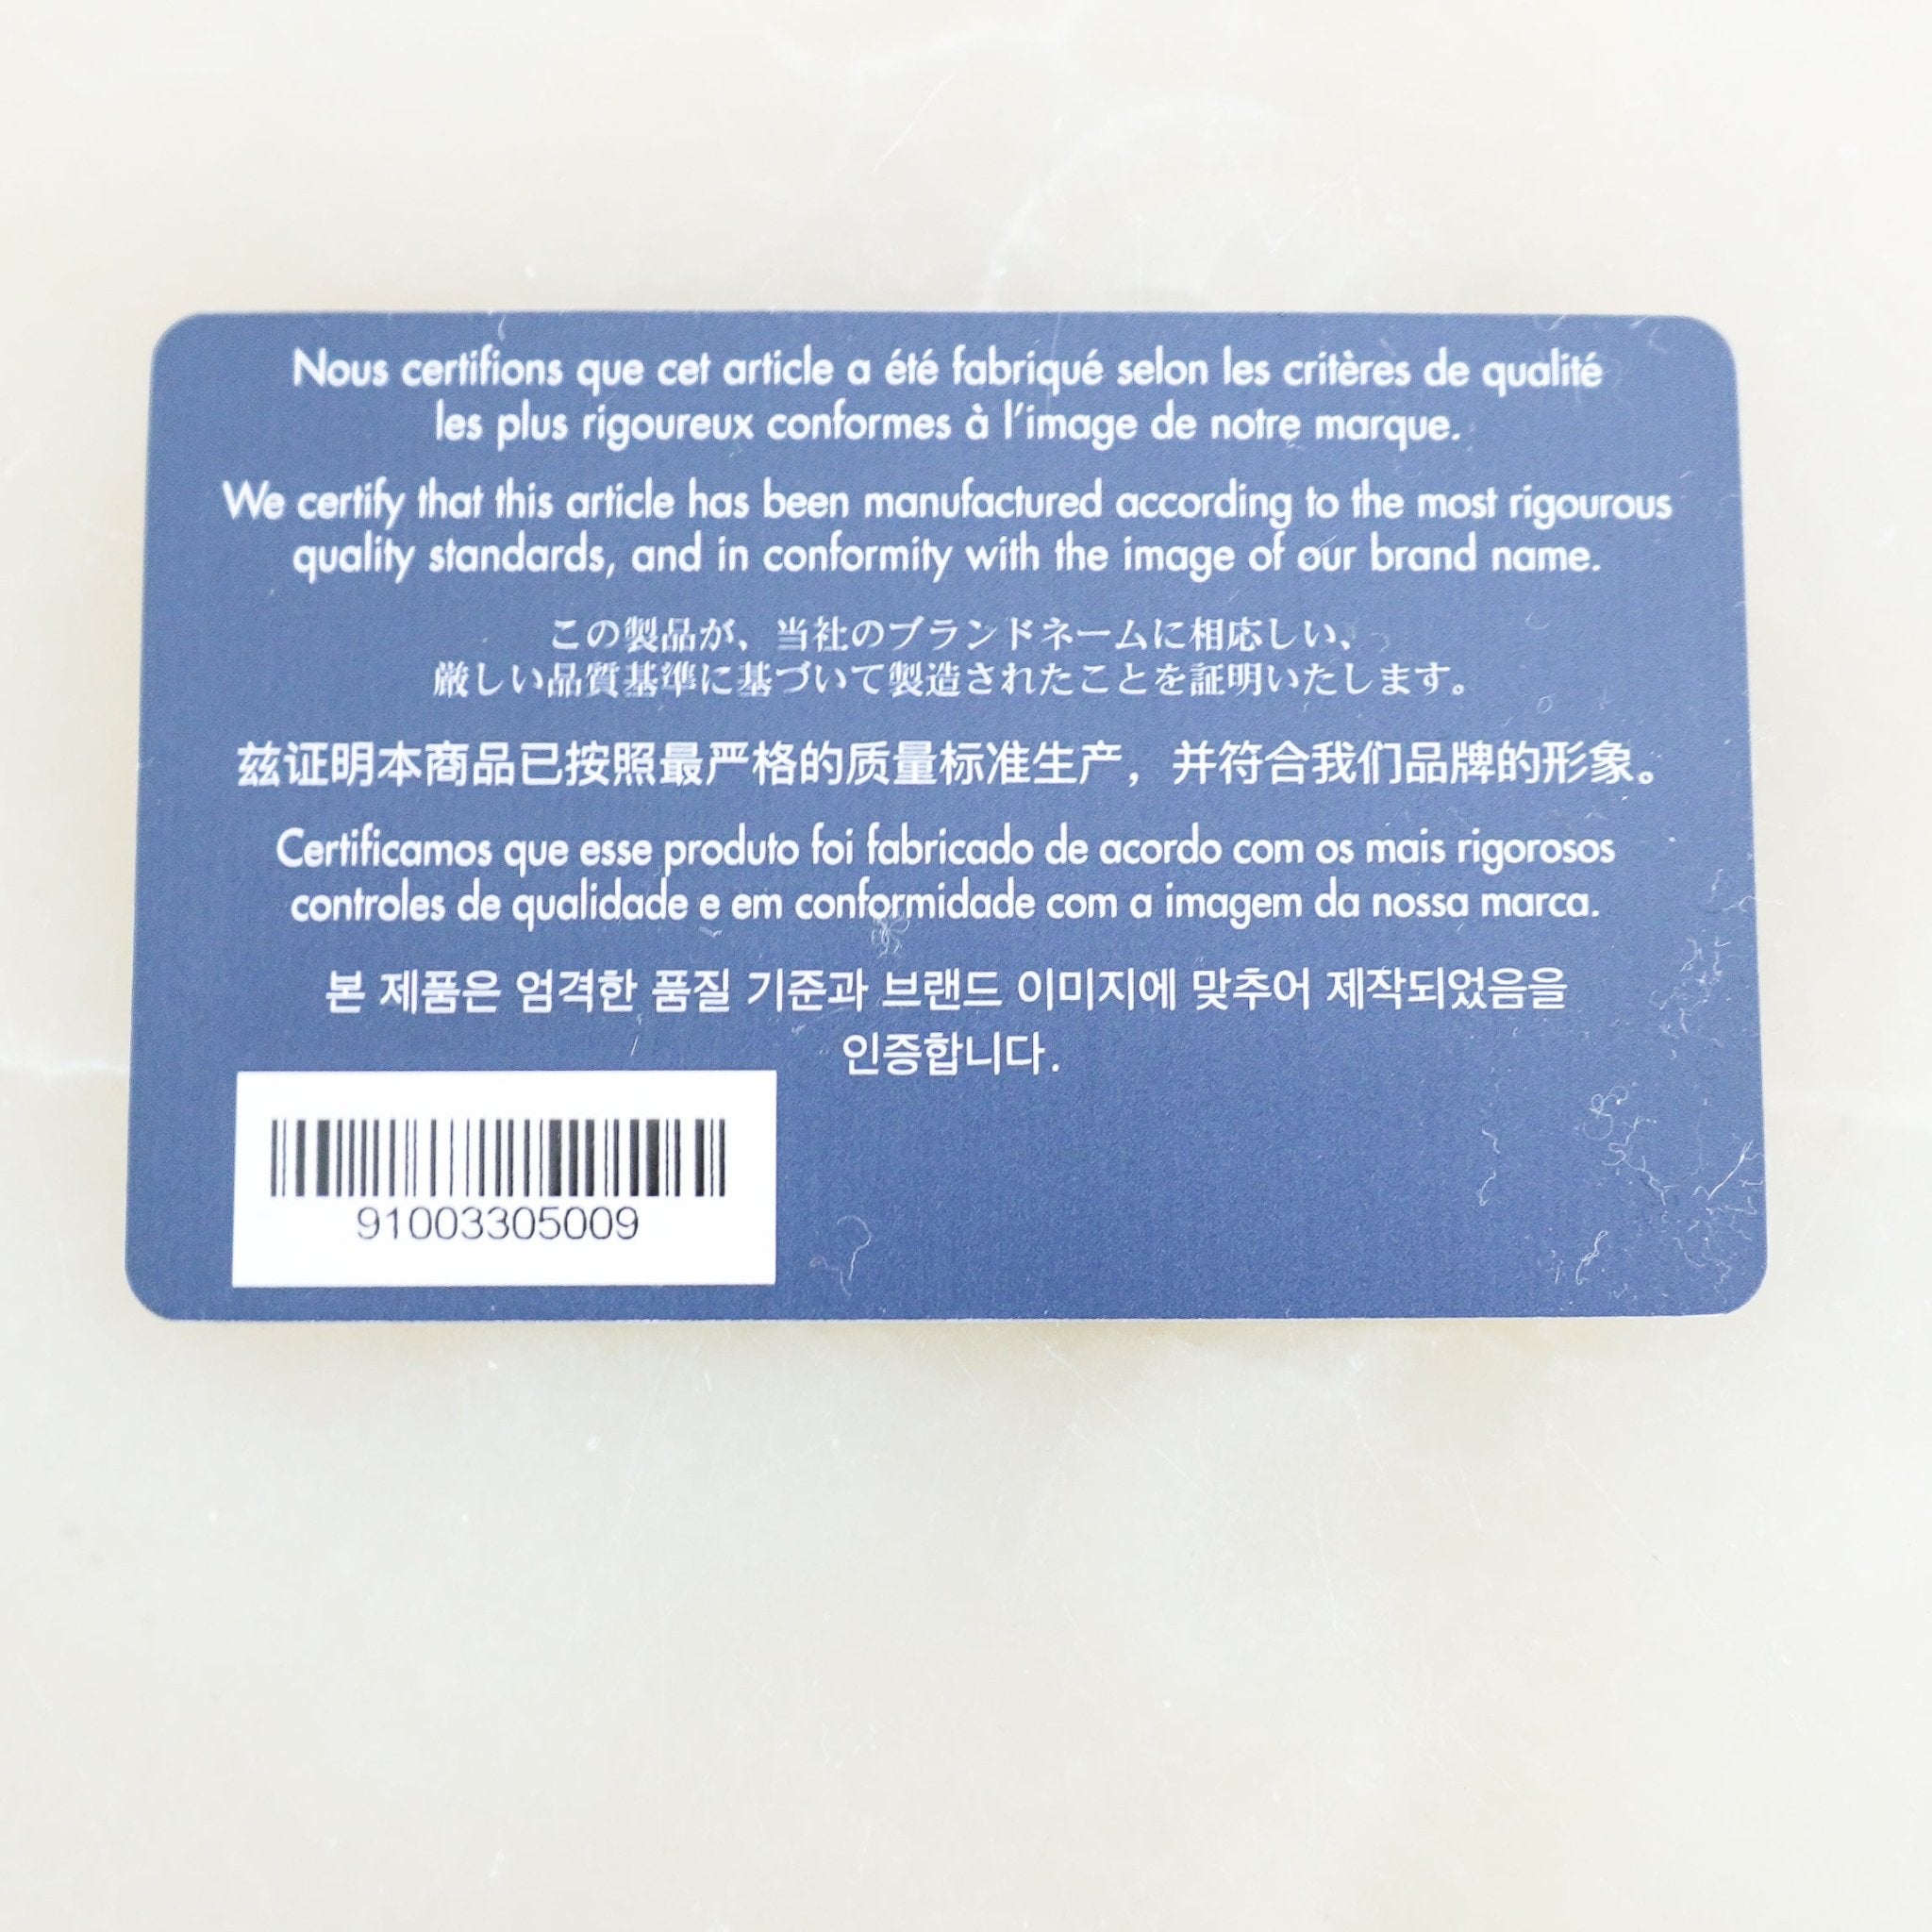 Nous certifions que cet article a été fabriqué selon les critères de qualité
les plus rigoureux conformes à l'image de notre marque.
We certify that this article has been manufactured according to the most rigourous
quality standards, and in conformity with the image of our brand name.
この製品が、当社のブランドネームに相応しい、
厳しい品質基準に基づいて製造されたことを証明いたします。
兹证明本商品已按照最严格的质量标准生产，并符合我们品牌的形象。
Certificamos que esse produto foi fabricado de acordo com os mais rigorosos
controles de qualidade e em conformidade com a imagem da nossa marca.
본 제품은 엄격한 품질 기준과 브랜드 이미지에 맞추어 제작되었음을
인증합니다.
91003305009